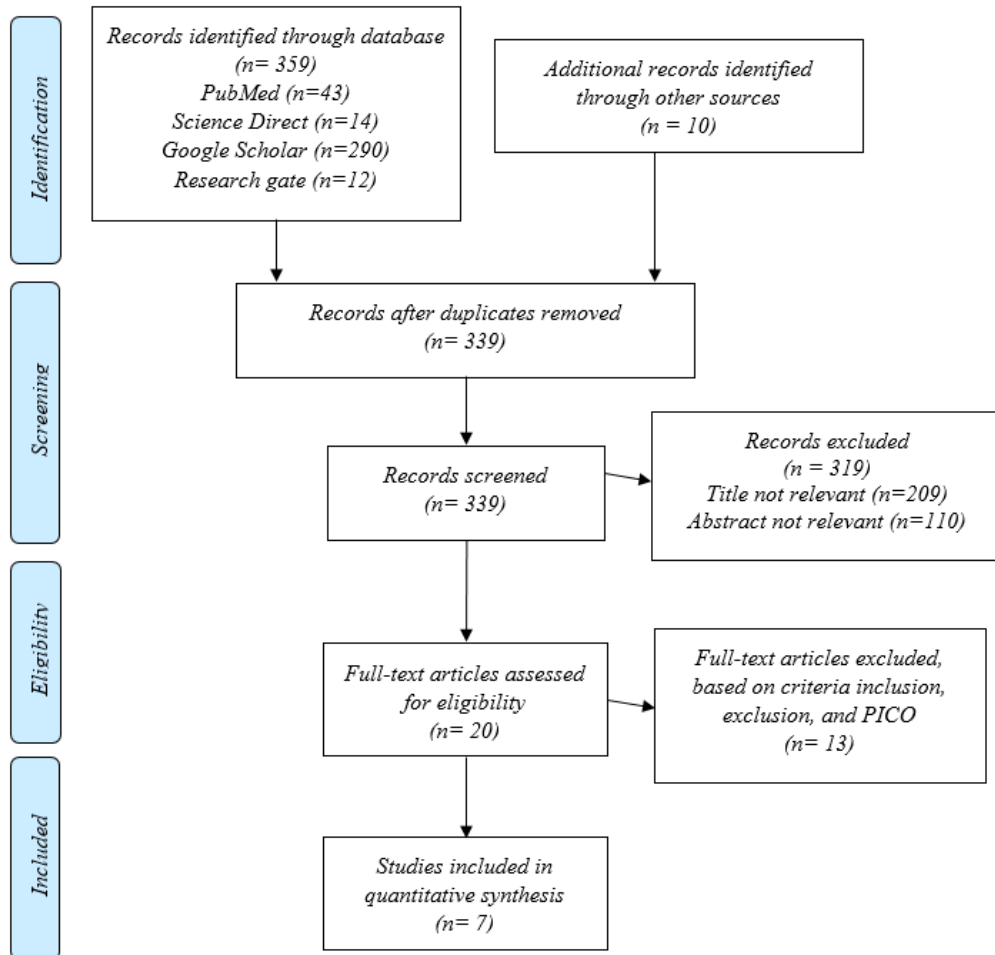 Identification
Records identified through database
(n= 359)
PubMed (n=43)
Science Direct (n=14)
Google Scholar (n=290)
Research gate (n=12)
Additional records identified
through other sources
(n = 10)
Screening
Records after duplicates removed
(n= 339)
Records screened
(n= 339)
Records excluded
(n = 319)
Title not relevant (n=209)
Abstract not relevant (n=110)
Eligibility
Full-text articles assessed
for eligibility
(n= 20)
Full-text articles excluded,
based on criteria inclusion,
exclusion, and PICO
(n= 13)
Included
Studies included in
quantitative synthesis
(n= 7)